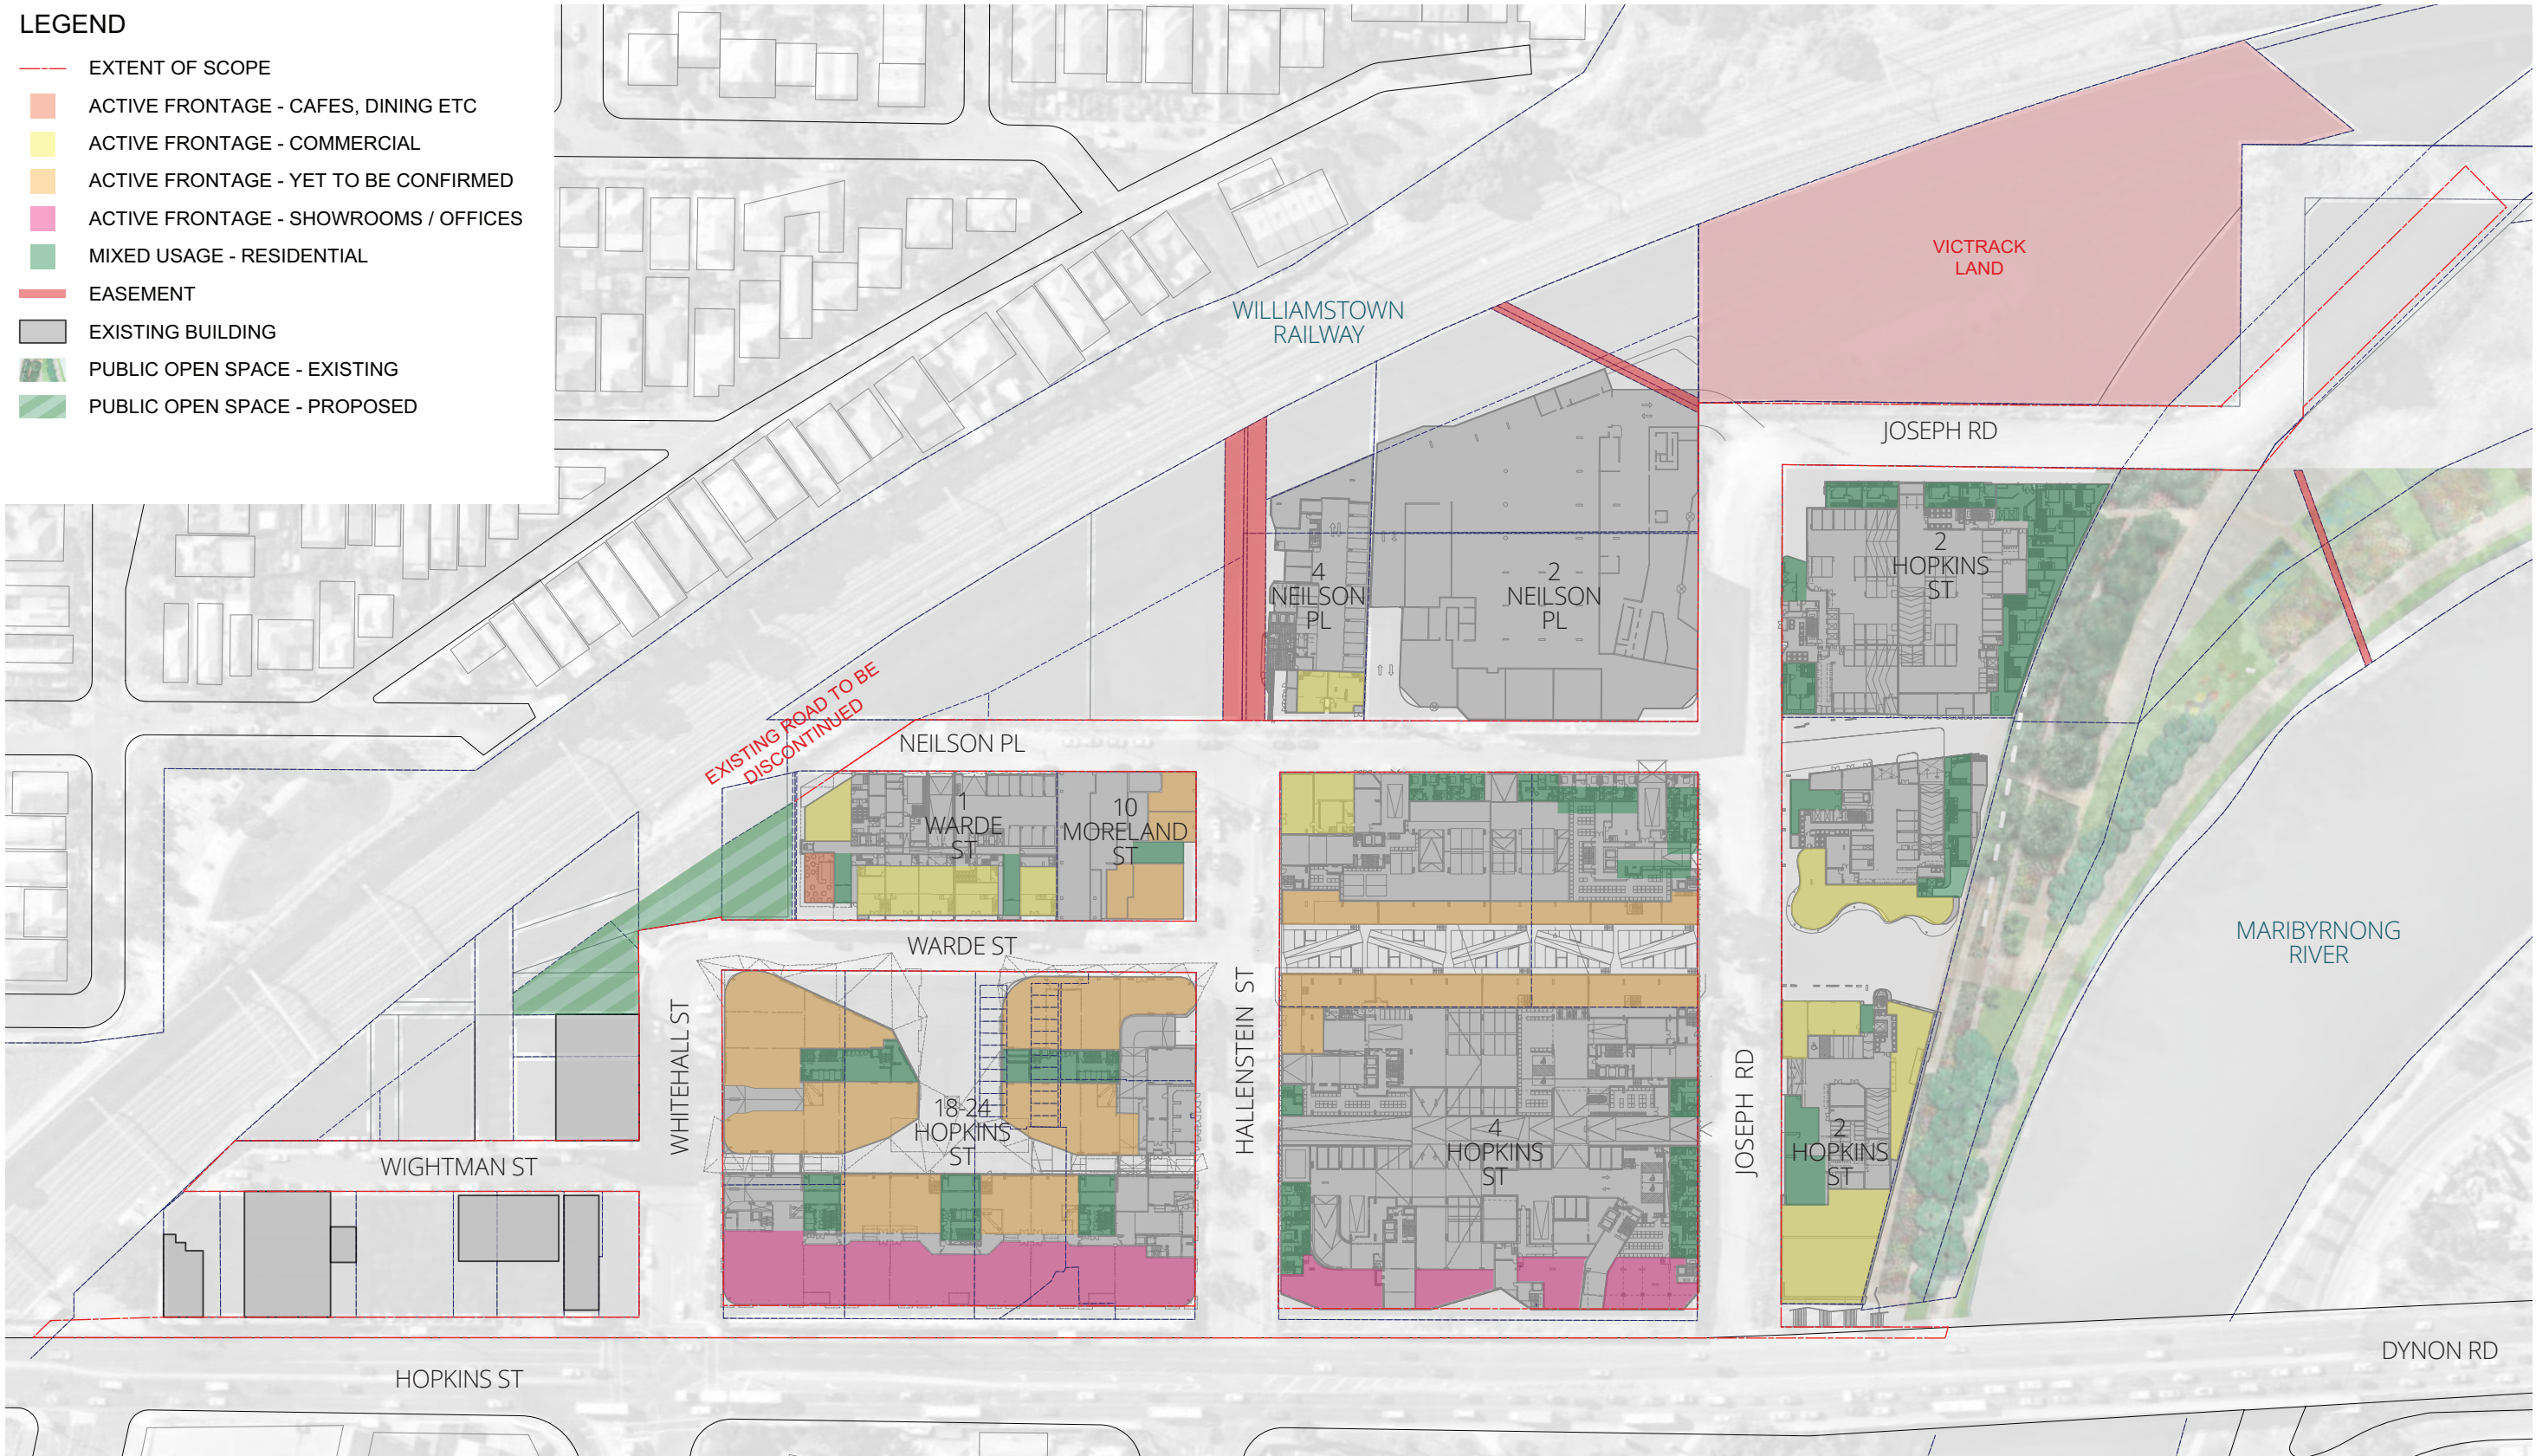 LEGEND
EXTENT OF SCOPE
ACTIVE FRONTAGE - CAFES, DINING ETC
ACTIVE FRONTAGE - COMMERCIAL
ACTIVE FRONTAGE - YET TO BE CONFIRMED
ACTIVE FRONTAGE - SHOWROOMS / OFFICES
MIXED USAGE - RESIDENTIAL
EASEMENT
EXISTING BUILDING
PUBLIC OPEN SPACE - EXISTING
PUBLIC OPEN SPACE - PROPOSED
VICTRACK
LAND
WILLIAMSTOWN
RAILWAY
JOSEPH RD
2
HOPKINS
ST
4
NEILSON
PL
2
NEILSON
PL
EXISTING ROAD TO BE
DISCONTINUED
NEILSON PL
1
WARDE
ST
10
MORELAND
ST
WARDE ST
MARIBYRNONG
RIVER
WHITEHALL ST
HALLENSTEIN ST
JOSEPH RD
18-24
HOPKINS
ST
4
HOPKINS
ST
2
HOPKINS
ST
WIGHTMAN ST
HOPKINS ST
DYNON RD